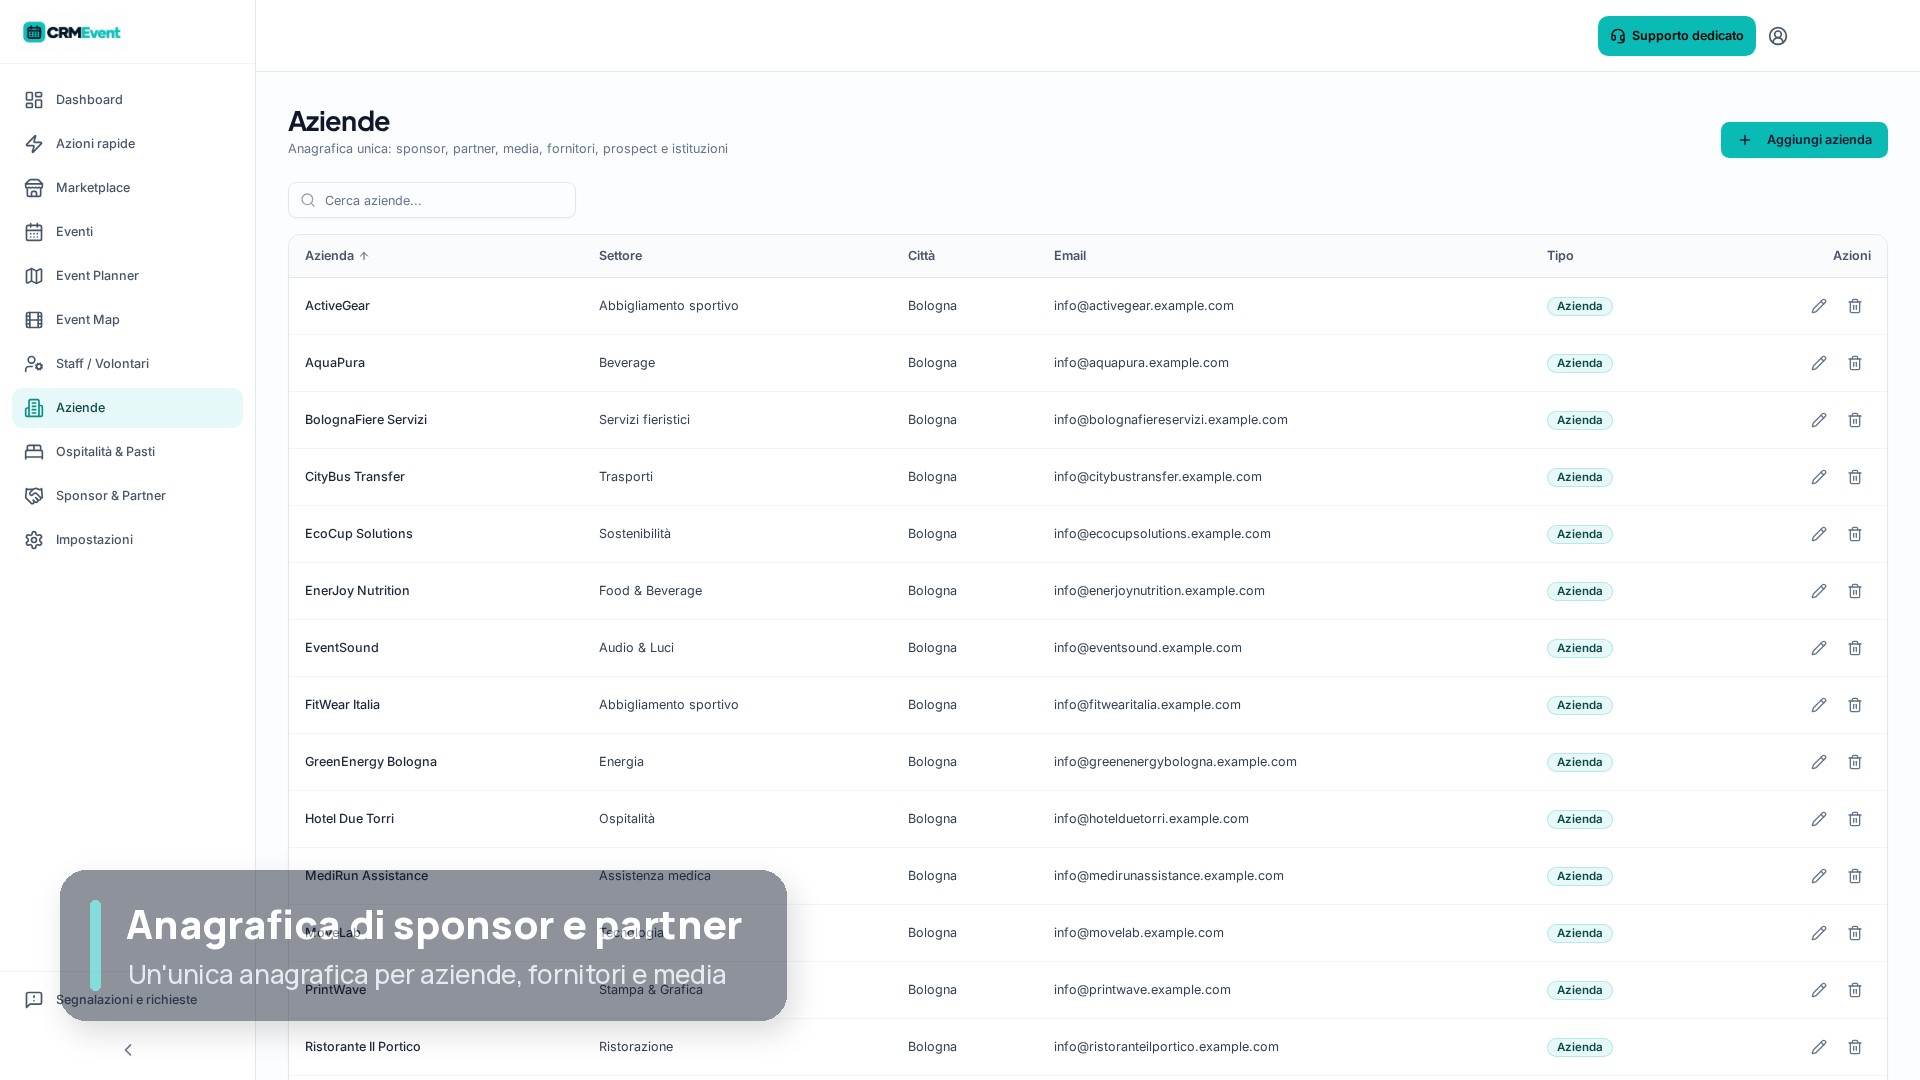 CRMEvent
Supporto dedicato
Dashboard
Azioni rapide
Marketplace
Eventi
Event Planner
Event Map
Staff / Volontari
Aziende
Ospitalità & Pasti
Sponsor & Partner
Impostazioni
Segnalazioni e richieste
Aziende
Anagrafica unica: sponsor, partner, media, fornitori, prospect e istituzioni
Aggiungi azienda
Cerca aziende...
Azienda Settore Città Email Tipo Azioni
ActiveGear Abbigliamento sportivo Bologna info@activegear.example.com Azienda
AquaPura Beverage Bologna info@aquapura.example.com Azienda
BolognaFiere Servizi Servizi fieristici Bologna info@bolognafiereservizi.example.com Azienda
CityBus Transfer Trasporti Bologna info@citybustransfer.example.com Azienda
EcoCup Solutions Sostenibilità Bologna info@ecocupsolutions.example.com Azienda
EnerJoy Nutrition Food & Beverage Bologna info@enerjoynutrition.example.com Azienda
EventSound Audio & Luci Bologna info@eventsound.example.com Azienda
FitWear Italia Abbigliamento sportivo Bologna info@fitwearitalia.example.com Azienda
GreenEnergy Bologna Energia Bologna info@greenenergybologna.example.com Azienda
Hotel Due Torri Ospitalità Bologna info@hotelduetorri.example.com Azienda
MediRun Assistance Assistenza medica Bologna info@medirunassistance.example.com Azienda
MoveLab Tecnologia Bologna info@movelab.example.com Azienda
PrintWave Stampa & Grafica Bologna info@printwave.example.com Azienda
Ristorante Il Portico Ristorazione Bologna info@ristoranteilportico.example.com Azienda
Anagrafica di sponsor e partner
Un'unica anagrafica per aziende, fornitori e media